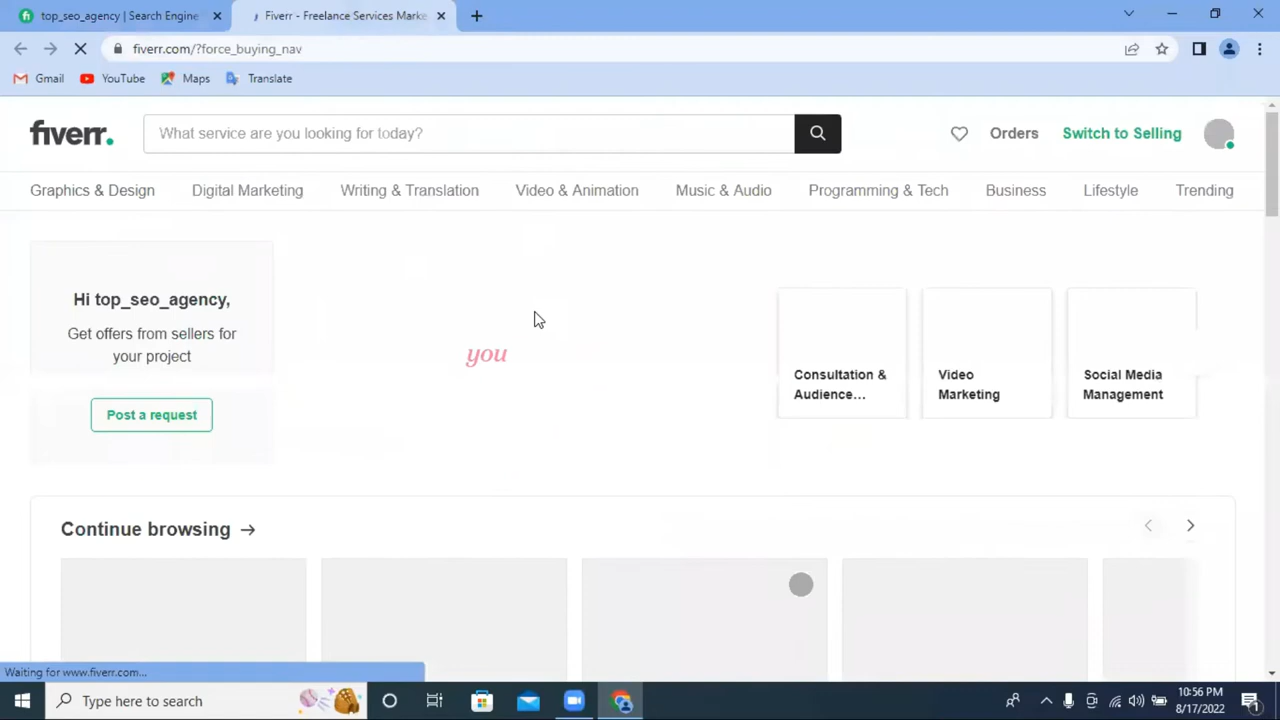 top_seo_agency | Search Engine
Fiverr - Freelance Services Marke
fiverr.com/?force_buying_nav
Gmail YouTube Maps Translate
fiverr. What service are you looking for today? Orders Switch to Selling
Graphics & Design Digital Marketing Writing & Translation Video & Animation Music & Audio Programming & Tech Business Lifestyle Trending
Hi top_seo_agency,
Get offers from sellers for
your project
Post a request
you
Consultation &
Audience...
Video
Marketing
Social Media
Management
Continue browsing →
Waiting for www.fiverr.com...
Type here to search
10:56 PM
8/17/2022
1